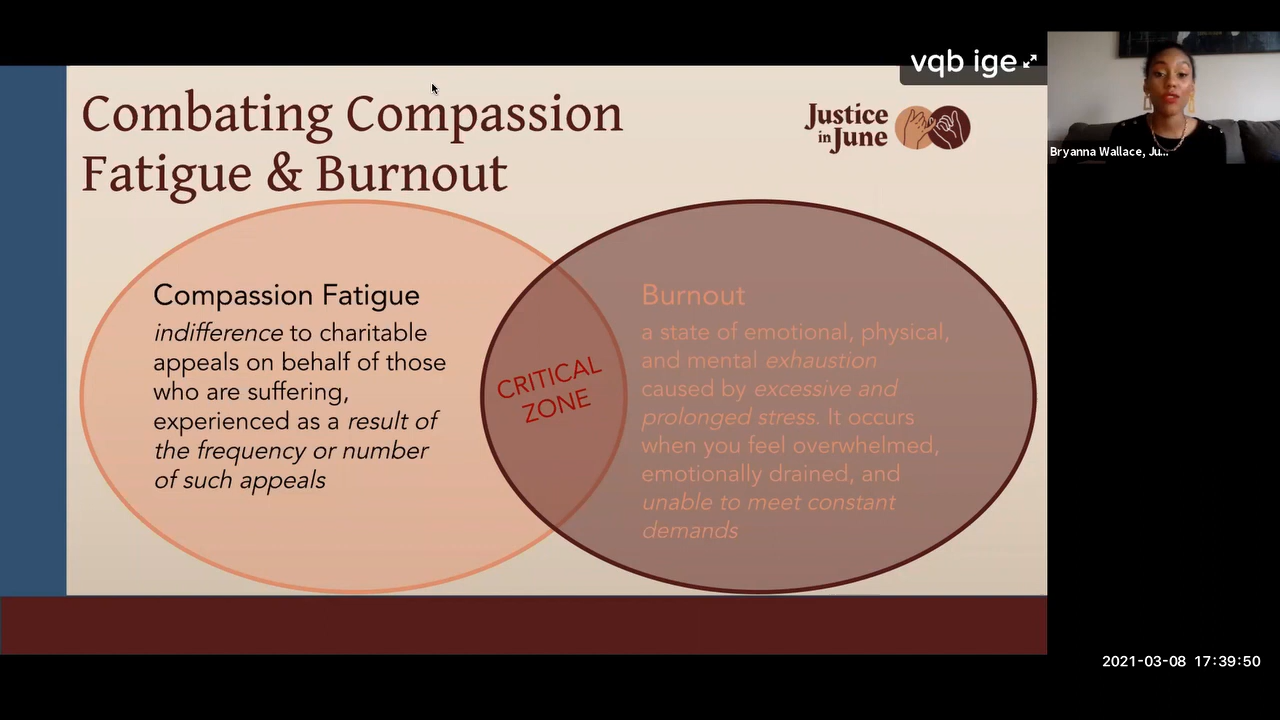 vqb ige
Combating Compassion
Fatigue & Burnout
Justice
in June
Bryanna Wallace, Ju...
Compassion Fatigue
indifference to charitable
appeals on behalf of those
who are suffering,
experienced as a result of
the frequency or number
of such appeals
CRITICAL
ZONE
Burnout
a state of emotional, physical,
and mental exhaustion
caused by excessive and
prolonged stress. It occurs
when you feel overwhelmed,
emotionally drained, and
unable to meet constant
demands
2021-03-08 17:39:50